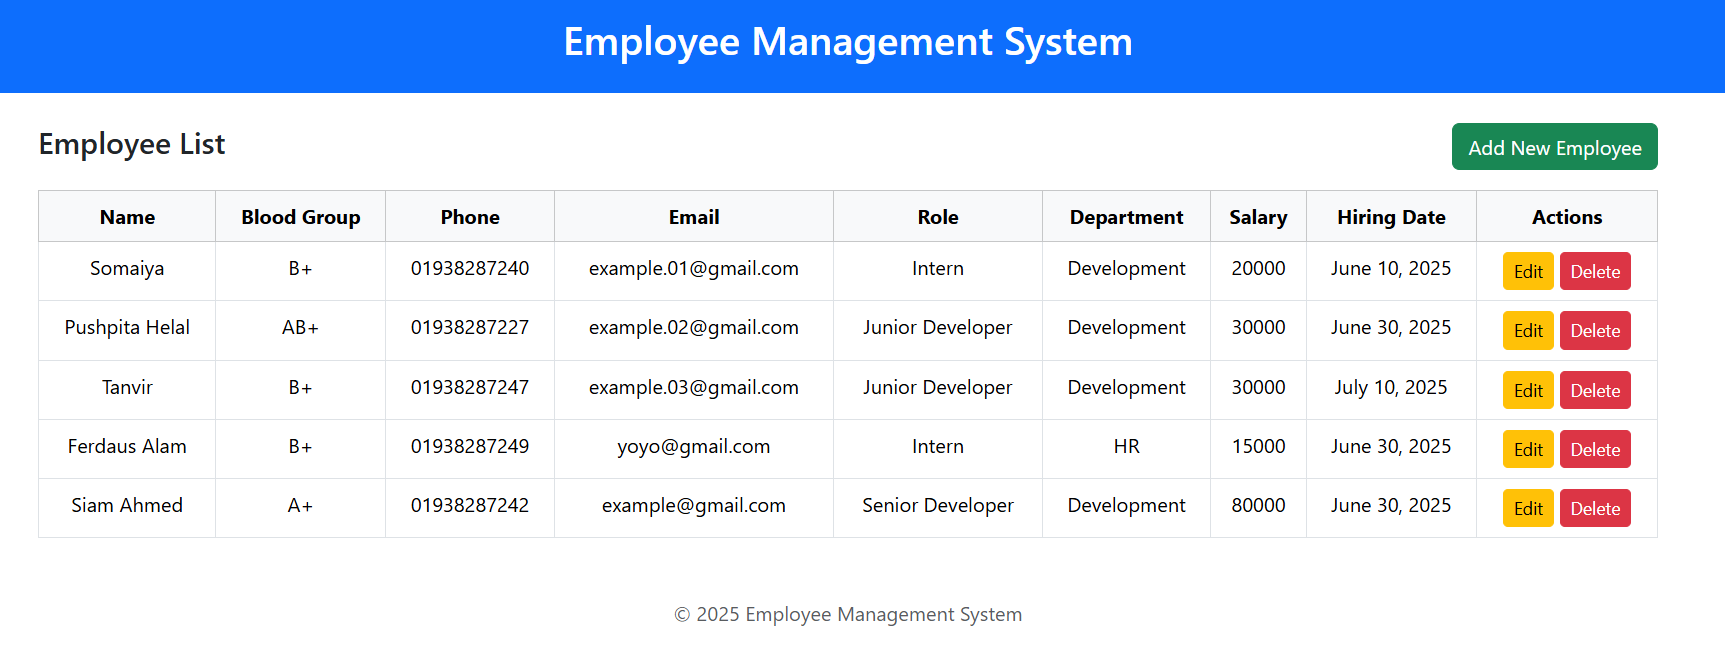 Employee Management System
Employee List
Add New Employee
Name Blood Group Phone Email Role Department Salary Hiring Date Actions
Somaiya B+ 01938287240 example.01@gmail.com Intern Development 20000 June 10, 2025 Edit Delete
Pushpita Helal AB+ 01938287227 example.02@gmail.com Junior Developer Development 30000 June 30, 2025 Edit Delete
Tanvir B+ 01938287247 example.03@gmail.com Junior Developer Development 30000 July 10, 2025 Edit Delete
Ferdaus Alam B+ 01938287249 yoyo@gmail.com Intern HR 15000 June 30, 2025 Edit Delete
Siam Ahmed A+ 01938287242 example@gmail.com Senior Developer Development 80000 June 30, 2025 Edit Delete
© 2025 Employee Management System